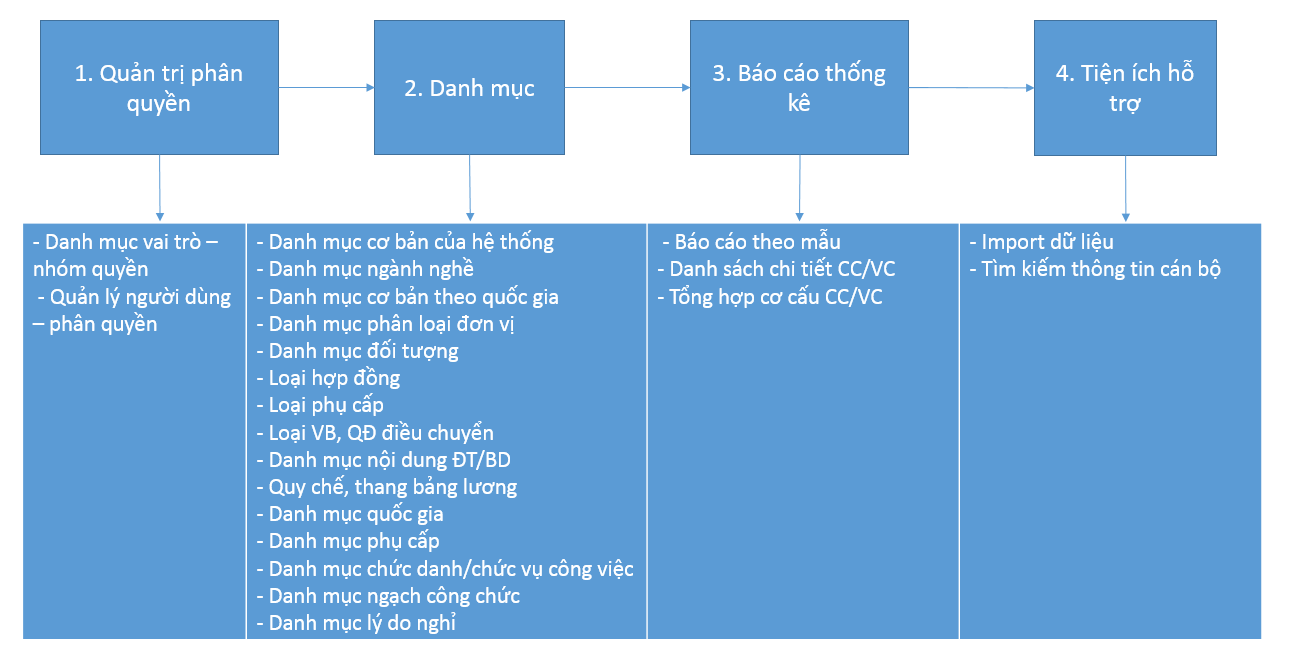 1. Quản trị phân
quyền
2. Danh mục
3. Báo cáo thống
kê
4. Tiện ích hỗ
trợ
- Danh mục vai trò –
nhóm quyền
- Quản lý người dùng
– phân quyền
- Danh mục cơ bản của hệ thống
- Danh mục ngành nghề
- Danh mục cơ bản theo quốc gia
- Danh mục phân loại đơn vị
- Danh mục đối tượng
- Loại hợp đồng
- Loại phụ cấp
- Loại VB, QĐ điều chuyển
- Danh mục nội dung ĐT/BD
- Quy chế, thang bảng lương
- Danh mục quốc gia
- Danh mục phụ cấp
- Danh mục chức danh/chức vụ công việc
- Danh mục ngạch công chức
- Danh mục lý do nghỉ
- Báo cáo theo mẫu
- Danh sách chi tiết CC/VC
- Tổng hợp cơ cấu CC/VC
- Import dữ liệu
- Tìm kiếm thông tin cán bộ